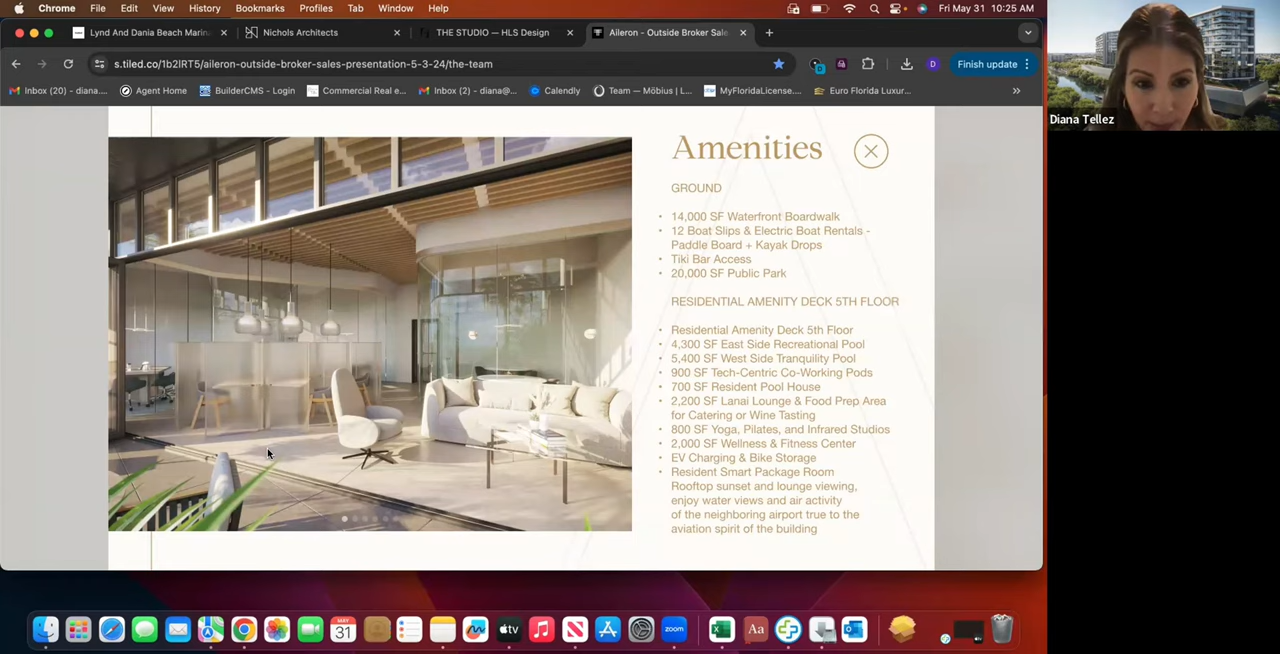 Chrome File Edit View History Bookmarks Profiles Tab Window Help Fri May 31 10:25 AM
Lynd And Dania Beach Marin
Nichols Architects
THE STUDIO — HLS Design
Aileron - Outside Broker Sale
s.tiled.co/1b2IRT5/aileron-outside-broker-sales-presentation-5-3-24/the-team
D
Finish update
Inbox (20) - diana....
Agent Home
BuilderCMS - Login
Commercial Real e...
Inbox (2) - diana@...
Calendly
Team — Möbius | L...
MyFloridaLicense....
Euro Florida Luxur...
Diana Tellez
Amenities
GROUND
• 14,000 SF Waterfront Boardwalk
• 12 Boat Slips & Electric Boat Rentals -
Paddle Board + Kayak Drops
• Tiki Bar Access
• 20,000 SF Public Park
RESIDENTIAL AMENITY DECK 5TH FLOOR
• Residential Amenity Deck 5th Floor
• 4,300 SF East Side Recreational Pool
• 5,400 SF West Side Tranquility Pool
• 900 SF Tech-Centric Co-Working Pods
• 700 SF Resident Pool House
• 2,200 SF Lanai Lounge & Food Prep Area
for Catering or Wine Tasting
• 800 SF Yoga, Pilates, and Infrared Studios
• 2,000 SF Wellness & Fitness Center
• EV Charging & Bike Storage
• Resident Smart Package Room
Rooftop sunset and lounge viewing,
enjoy water views and air activity
of the neighboring airport true to the
aviation spirit of the building
MAY
31
tv
zoom
Aa